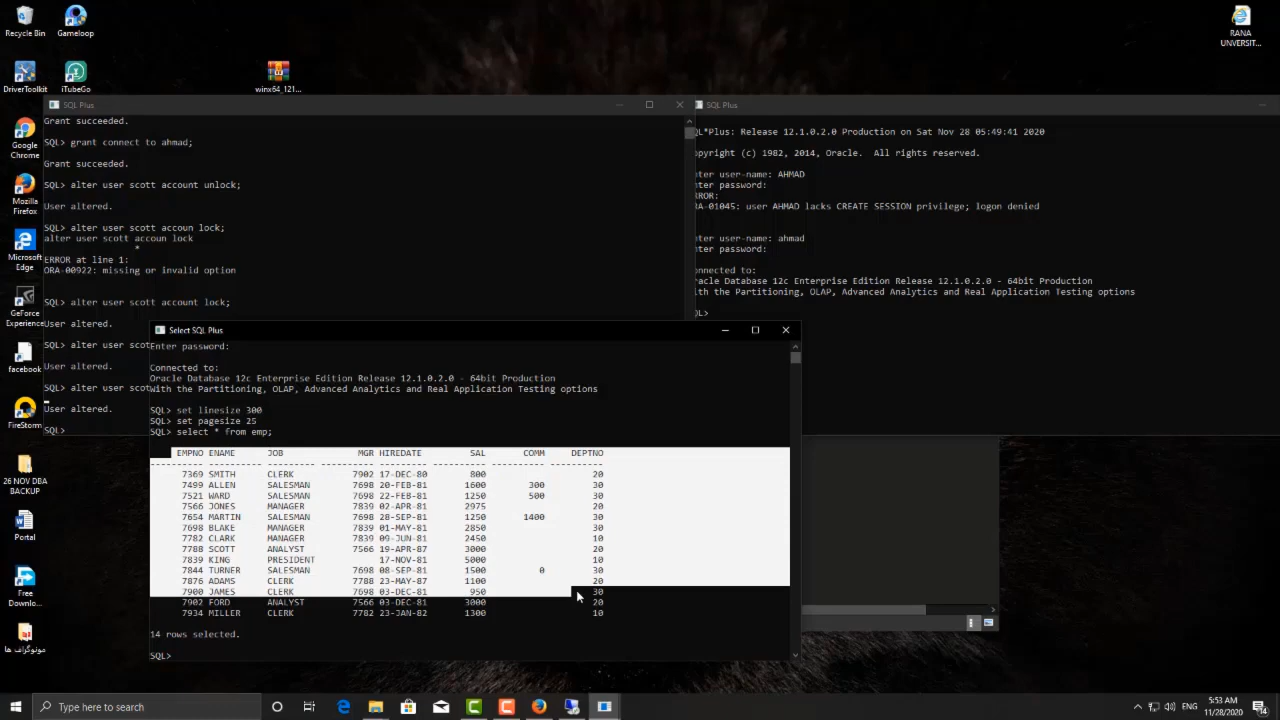 Recycle Bin
Gameloop
RANA
UNVERSIT...
DriverToolkit
iTubeGo
winx64_121...
Google
Chrome
Mozilla
Firefox
Microsoft
Edge
GeForce
Experience
facebook
FireStorm
26 NOV DBA
BACKUP
Portal
Free
Downlo...
مونوگراف ها
SQL Plus
Grant succeeded.
SQL> grant connect to ahmad;
Grant succeeded.
SQL> alter user scott account unlock;
User altered.
SQL> alter user scott accoun lock;
alter user scott accoun lock
*
ERROR at line 1:
ORA-00922: missing or invalid option
SQL> alter user scott account lock;
User altered.
SQL> alter user scot
User altered.
SQL> alter user scot
User altered.
SQL>
SQL Plus
QL*Plus: Release 12.1.0.2.0 Production on Sat Nov 28 05:49:41 2020
opyright (c) 1982, 2014, Oracle.  All rights reserved.
nter user-name: AHMAD
nter password:
RROR:
RA-01045: user AHMAD lacks CREATE SESSION privilege; logon denied
nter user-name: ahmad
nter password:
onnected to:
racle Database 12c Enterprise Edition Release 12.1.0.2.0 - 64bit Production
ith the Partitioning, OLAP, Advanced Analytics and Real Application Testing options
QL>
Select SQL Plus
Enter password:
Connected to:
Oracle Database 12c Enterprise Edition Release 12.1.0.2.0 - 64bit Production
With the Partitioning, OLAP, Advanced Analytics and Real Application Testing options
SQL> set linesize 300
SQL> set pagesize 25
SQL> select * from emp;
EMPNO ENAME JOB MGR HIREDATE SAL COMM DEPTNO
---------- ---------- --------- ---------- --------- ---------- ---------- ----------
7369 SMITH CLERK 7902 17-DEC-80 800 20
7499 ALLEN SALESMAN 7698 20-FEB-81 1600 300 30
7521 WARD SALESMAN 7698 22-FEB-81 1250 500 30
7566 JONES MANAGER 7839 02-APR-81 2975 20
7654 MARTIN SALESMAN 7698 28-SEP-81 1250 1400 30
7698 BLAKE MANAGER 7839 01-MAY-81 2850 30
7782 CLARK MANAGER 7839 09-JUN-81 2450 10
7788 SCOTT ANALYST 7566 19-APR-87 3000 20
7839 KING PRESIDENT 17-NOV-81 5000 10
7844 TURNER SALESMAN 7698 08-SEP-81 1500 0 30
7876 ADAMS CLERK 7788 23-MAY-87 1100 20
7900 JAMES CLERK 7698 03-DEC-81 950 30
7902 FORD ANALYST 7566 03-DEC-81 3000 20
7934 MILLER CLERK 7782 23-JAN-82 1300 10
14 rows selected.
SQL>
Type here to search
ENG
5:53 AM
11/28/2020
14